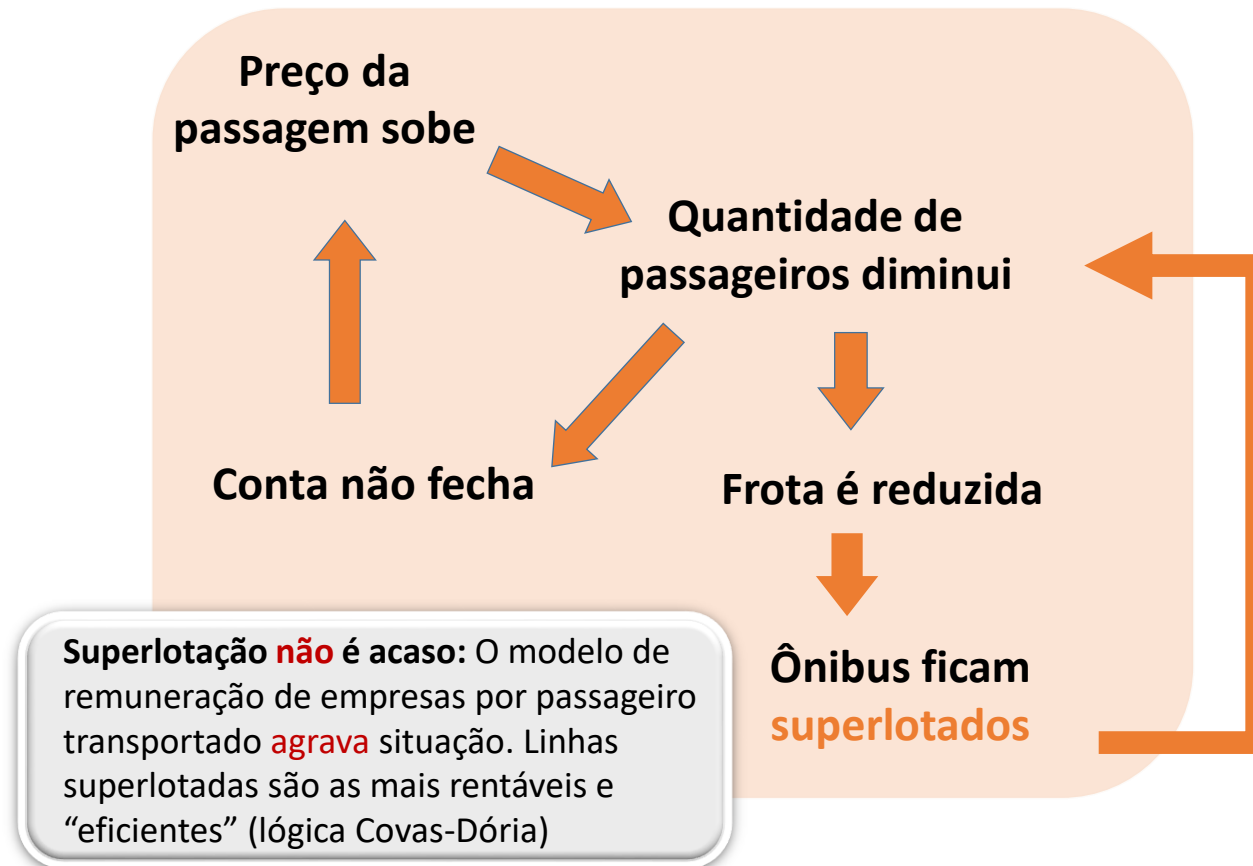 Preço da
passagem sobe
Quantidade de
passageiros diminui
Conta não fecha
Frota é reduzida
Ônibus ficam
superlotados
Superlotação não é acaso: O modelo de
remuneração de empresas por passageiro
transportado agrava situação. Linhas
superlotadas são as mais rentáveis e
“eficientes” (lógica Covas-Dória)